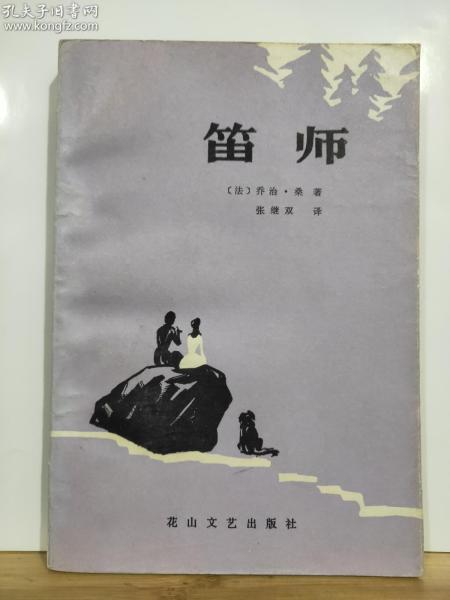 孔夫子旧书网
www.kongfz.com
笛师
〔法〕乔治·桑 著
张继双 译
花山文艺出版社